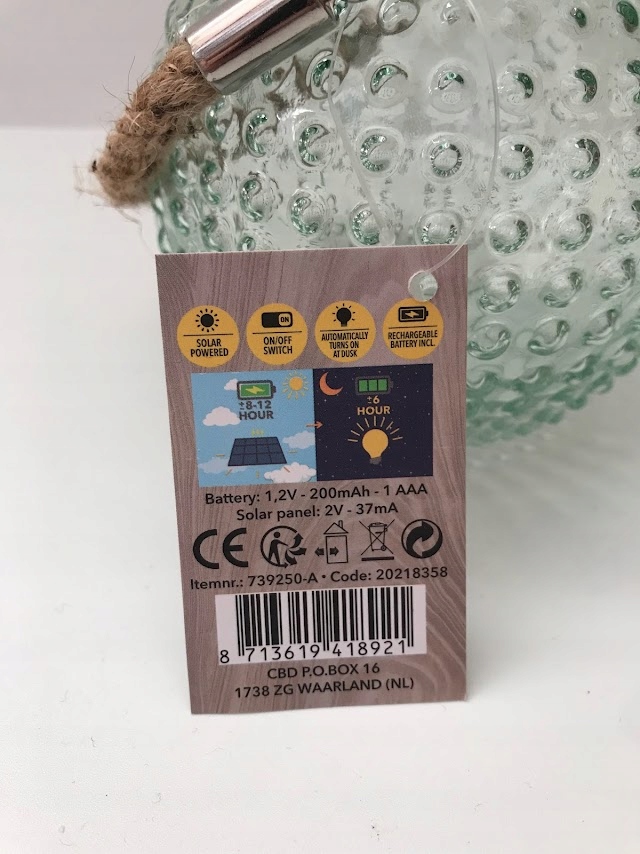 SOLAR
POWERED
ON
ON/OFF
SWITCH
AUTOMATICALLY
TURNS ON
AT DUSK
RECHARGEABLE
BATTERY INCL.
±8-12
HOUR
±6
HOUR
Battery: 1,2V - 200mAh - 1 AAA
Solar panel: 2V - 37mA
CE
Itemnr.: 739250-A • Code: 20218358
8 713619 418921
CBD P.O.BOX 16
1738 ZG WAARLAND (NL)